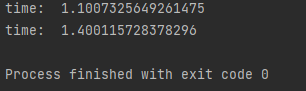 time:  1.1007325649261475
time:  1.400115728378296
Process finished with exit code 0